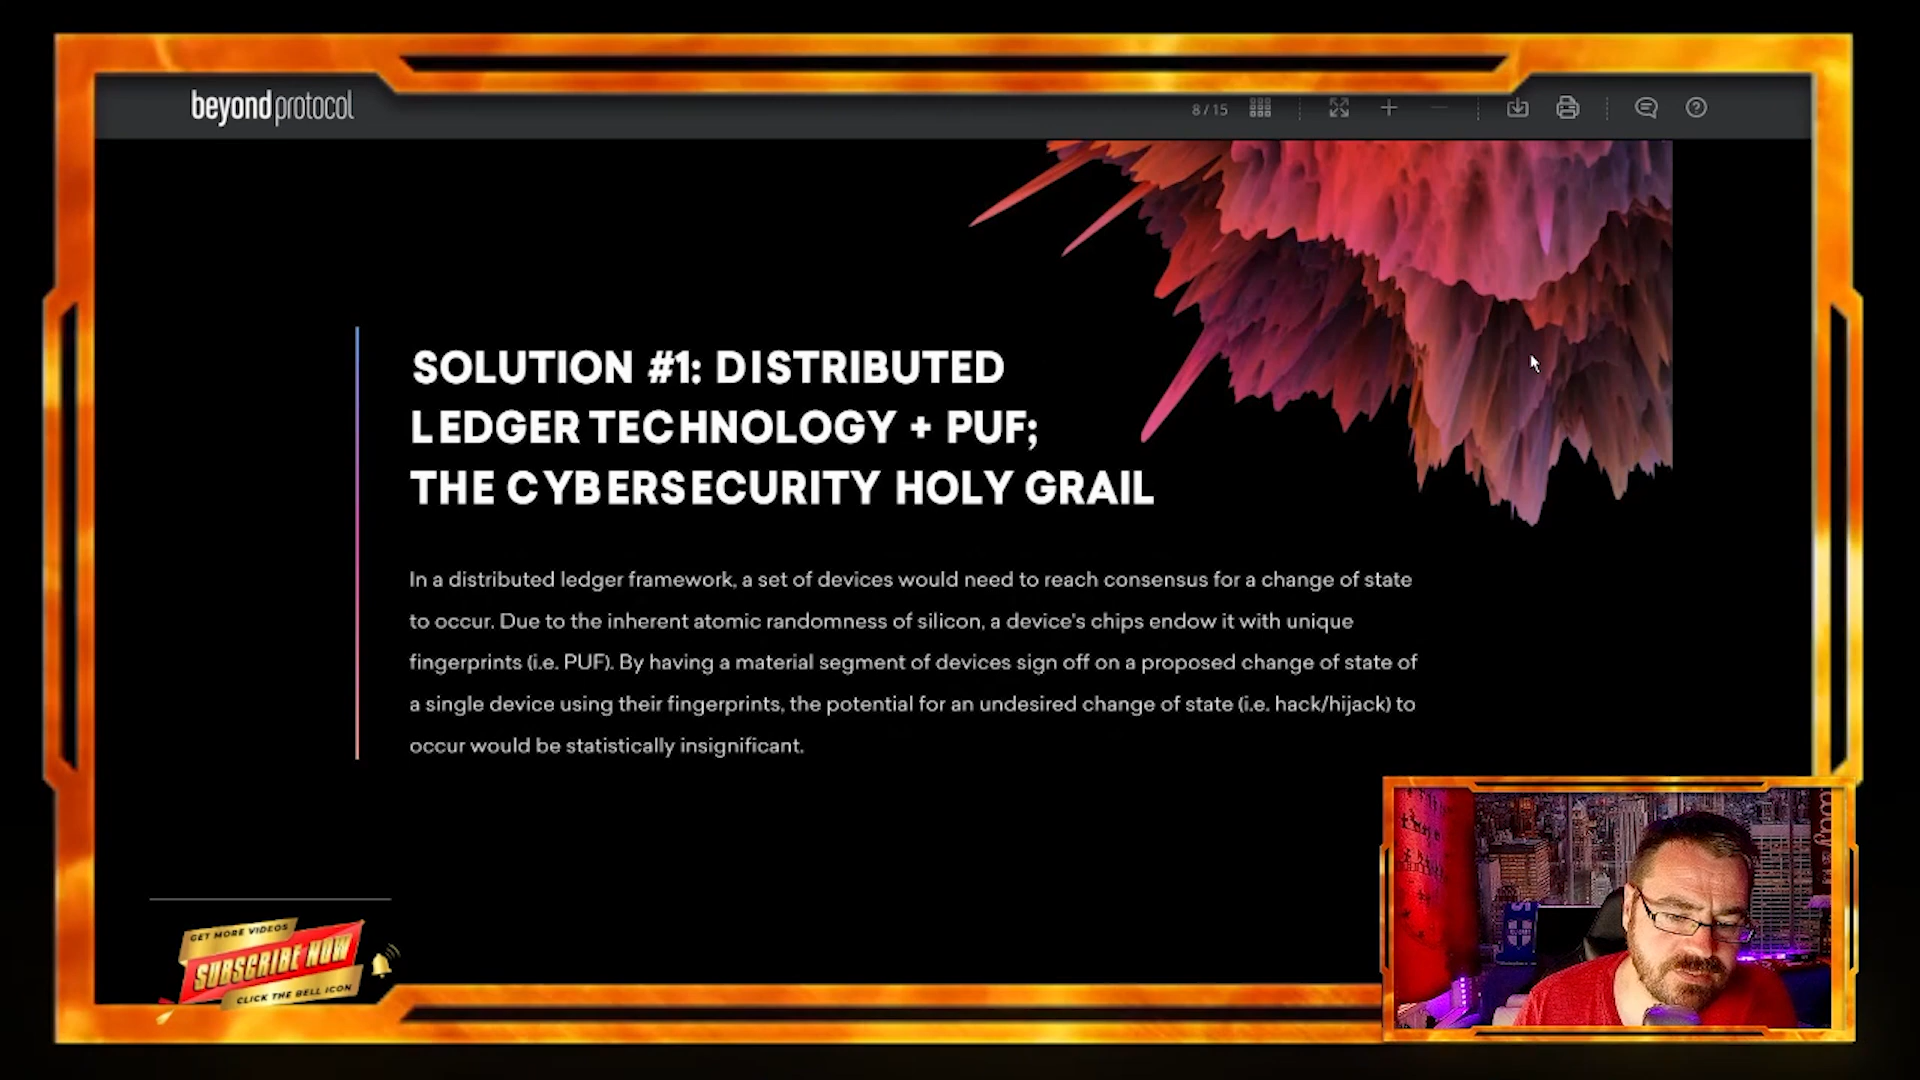 beyond protocol
8 / 15
SOLUTION #1: DISTRIBUTED
LEDGER TECHNOLOGY + PUF;
THE CYBERSECURITY HOLY GRAIL
In a distributed ledger framework, a set of devices would need to reach consensus for a change of state
to occur. Due to the inherent atomic randomness of silicon, a device's chips endow it with unique
fingerprints (i.e. PUF). By having a material segment of devices sign off on a proposed change of state of
a single device using their fingerprints, the potential for an undesired change of state (i.e. hack/hijack) to
occur would be statistically insignificant.
GET MORE VIDEOS
SUBSCRIBE NOW
CLICK THE BELL ICON